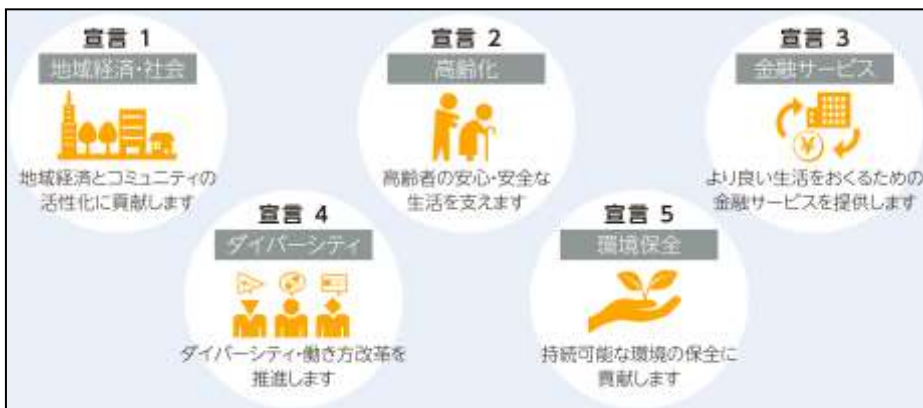 宣言 1
地域経済・社会
地域経済とコミュニティの
活性化に貢献します
宣言 2
高齢化
高齢者の安心・安全な
生活を支えます
宣言 3
金融サービス
¥
より良い生活をおくるための
金融サービスを提供します
宣言 4
ダイバーシティ
ダイバーシティ・働き方改革を
推進します
宣言 5
環境保全
持続可能な環境の保全に
貢献します